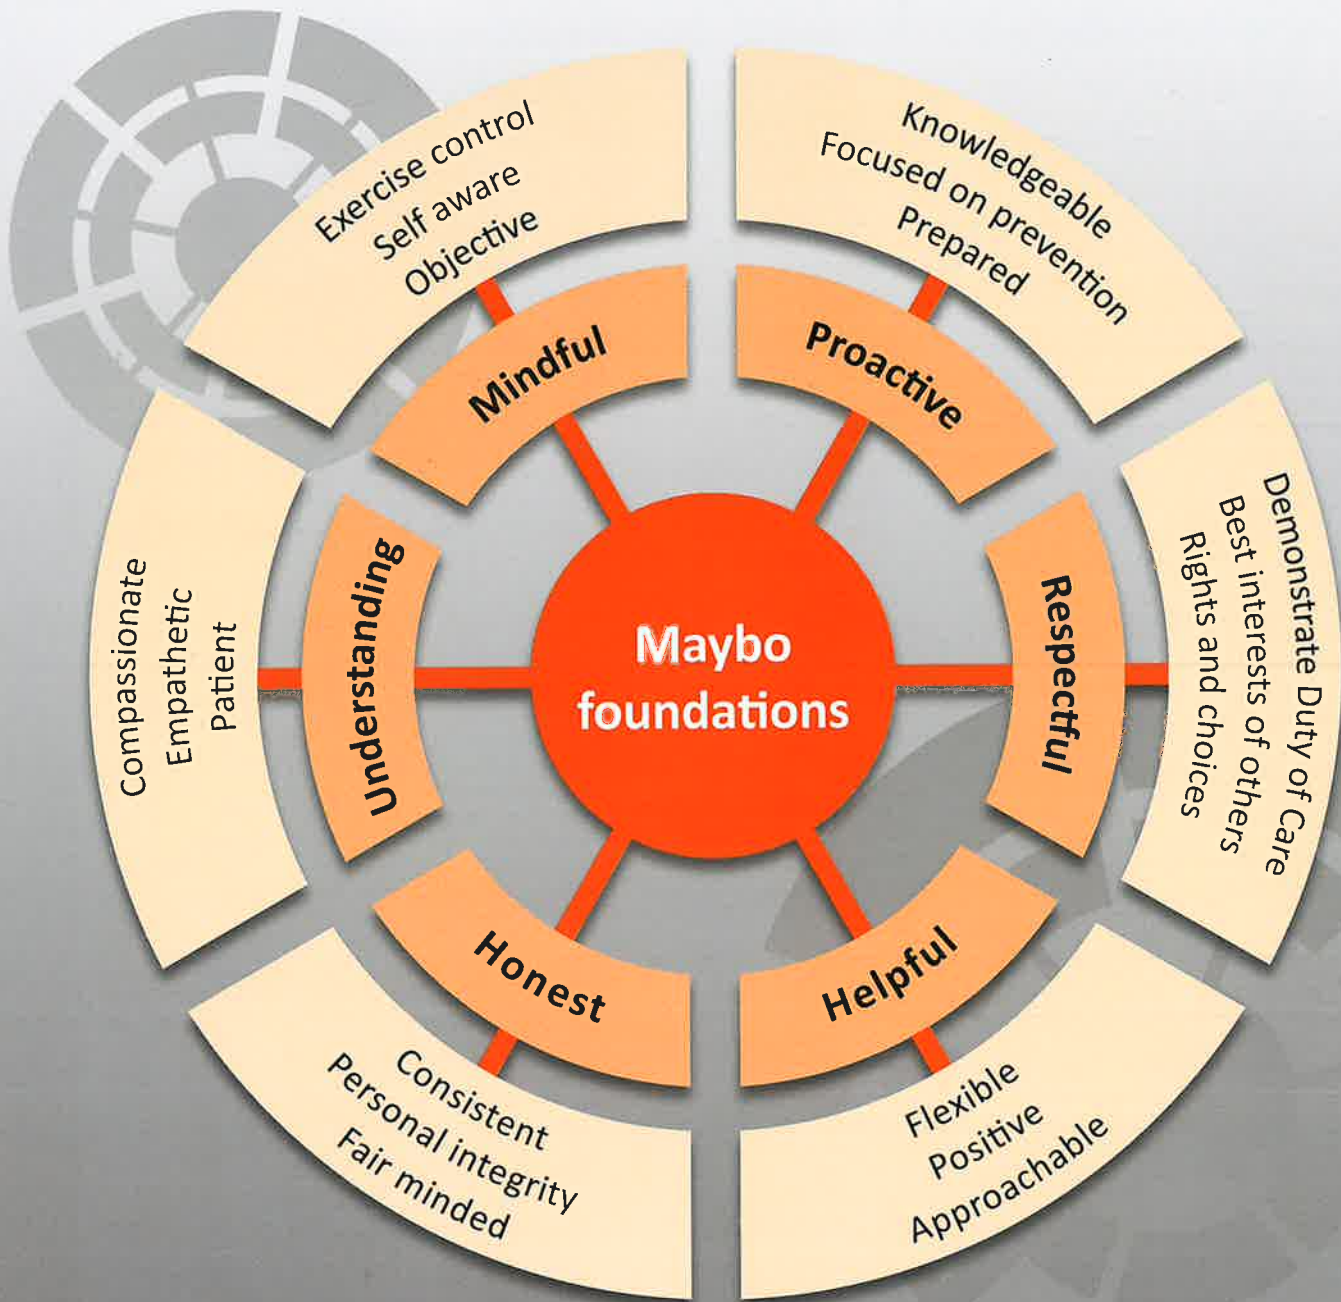 Maybo
foundations
Mindful
Exercise control
Self aware
Objective
Proactive
Knowledgeable
Focused on prevention
Prepared
Respectful
Demonstrate Duty of Care
Best interests of others
Rights and choices
Helpful
Flexible
Positive
Approachable
Honest
Consistent
Personal integrity
Fair minded
Understanding
Compassionate
Empathetic
Patient